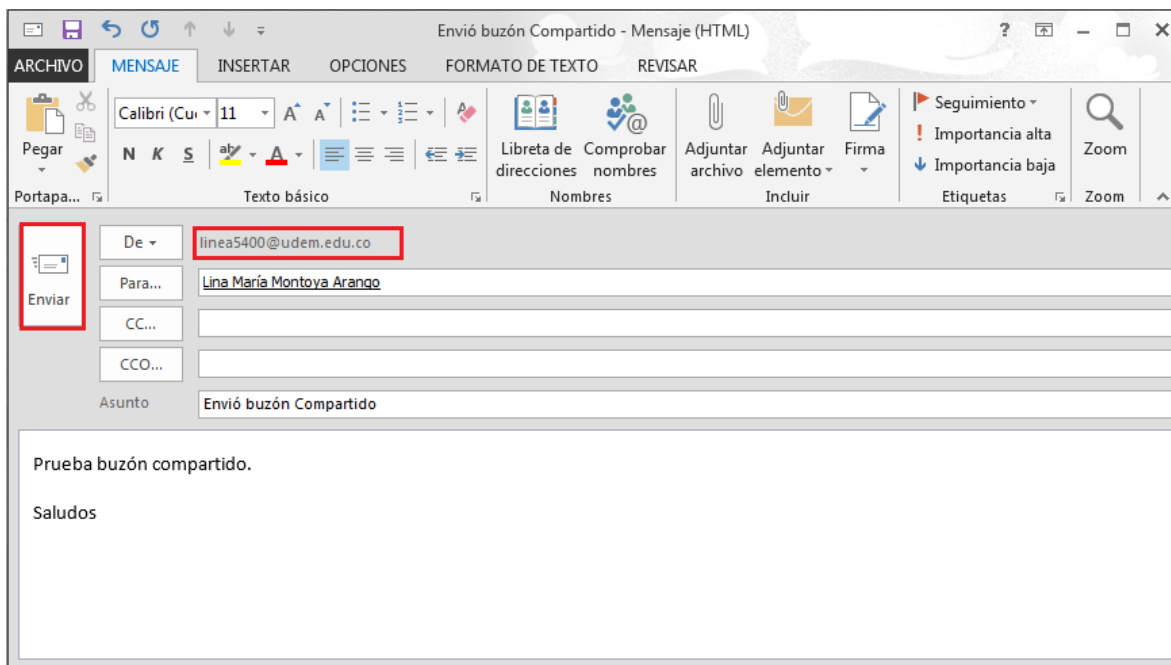 Envió buzón Compartido - Mensaje (HTML)
ARCHIVO MENSAJE INSERTAR OPCIONES FORMATO DE TEXTO REVISAR
Pegar
Portapa...
Calibri (Cu 11
N K S
Texto básico
Libreta de direcciones
Comprobar nombres
Nombres
Adjuntar archivo
Adjuntar elemento
Firma
Incluir
Seguimiento
Importancia alta
Importancia baja
Etiquetas
Zoom
Zoom
Enviar
De linea5400@udem.edu.co
Para... Lina María Montoya Arango
CC...
CCO...
Asunto Envió buzón Compartido
Prueba buzón compartido.
Saludos